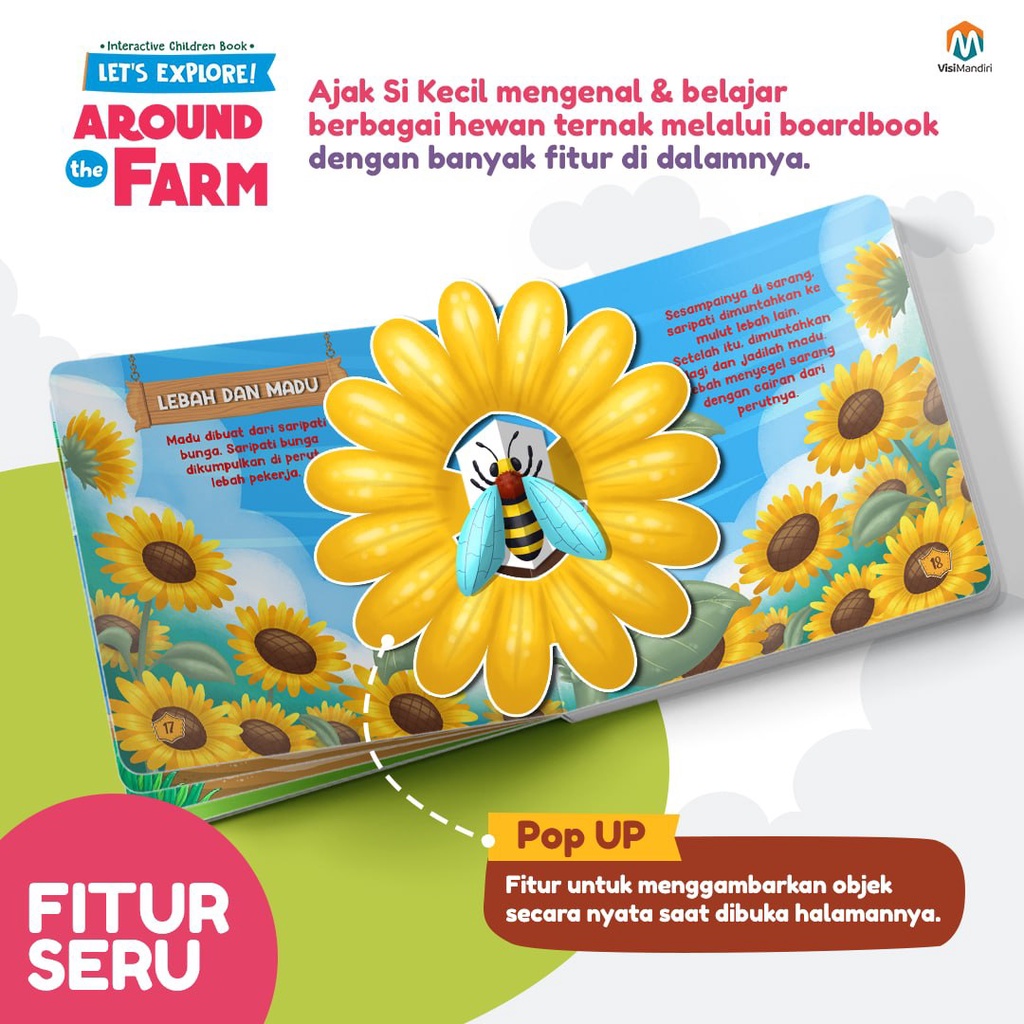 • Interactive Children Book •
LET'S EXPLORE!
AROUND
the FARM
VisiMandiri
Ajak Si Kecil mengenal & belajar
berbagai hewan ternak melalui boardbook
dengan banyak fitur di dalamnya.
LEBAH DAN MADU
Madu dibuat dari saripati
bunga. Saripati bunga
dikumpulkan di perut
lebah pekerja.
Sesampainya di sarang,
saripati dimuntahkan ke
mulut lebah lain.
Setelah itu, dimuntahkan
lagi dan jadilah madu.
Lebah menyegel sarang
dengan cairan dari
perutnya.
17
18
Pop UP
Fitur untuk menggambarkan objek
secara nyata saat dibuka halamannya.
FITUR
SERU